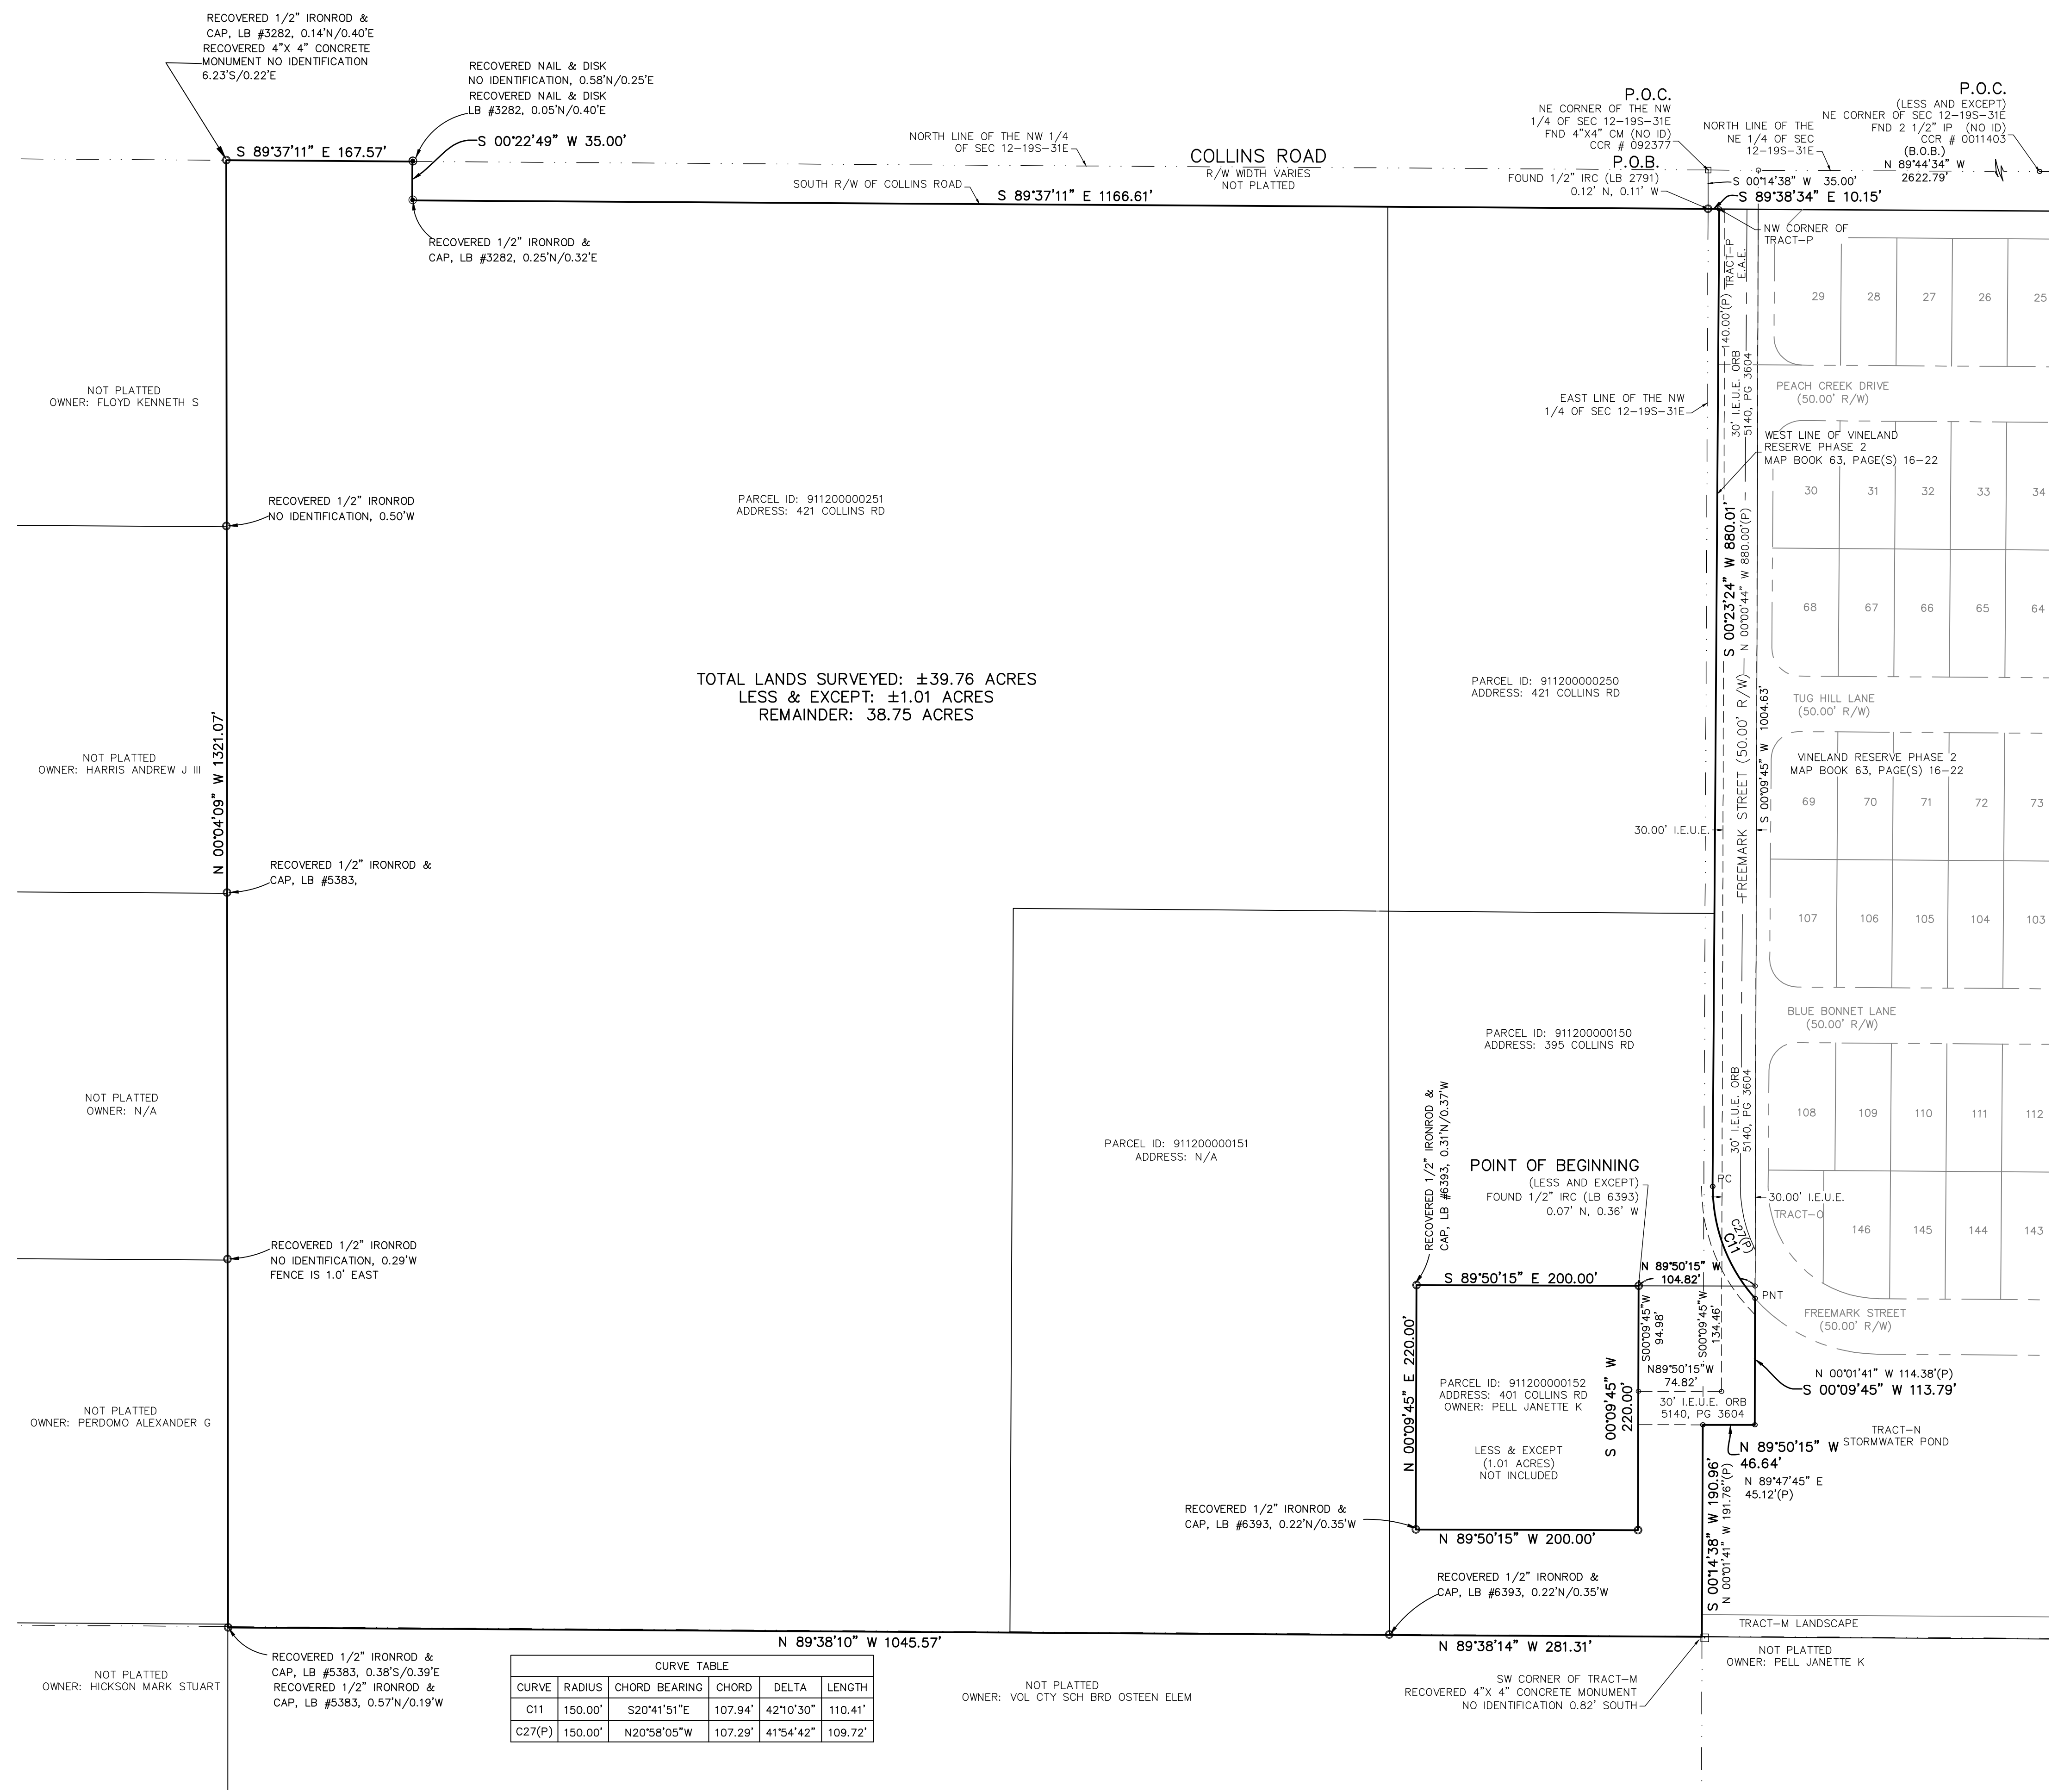 RECOVERED 1/2" IRONROD &
CAP, LB #3282, 0.14'N/0.40'E
RECOVERED 4"X 4" CONCRETE
MONUMENT NO IDENTIFICATION
6.23'S/0.22'E
RECOVERED NAIL & DISK
NO IDENTIFICATION, 0.58'N/0.25'E
RECOVERED NAIL & DISK
LB #3282, 0.05'N/0.40'E
S 89°37'11" E 167.57'
S 00°22'49" W 35.00'
NORTH LINE OF THE NW 1/4
OF SEC 12-19S-31E
COLLINS ROAD
R/W WIDTH VARIES
NOT PLATTED
SOUTH R/W OF COLLINS ROAD
S 89°37'11" E 1166.61'
RECOVERED 1/2" IRONROD &
CAP, LB #3282, 0.25'N/0.32'E
P.O.C.
NE CORNER OF THE NW
1/4 OF SEC 12-19S-31E
FND 4"X4" CM (NO ID)
CCR # 092377
P.O.B.
FOUND 1/2" IRC (LB 2791)
0.12' N, 0.11' W
NORTH LINE OF THE
NE 1/4 OF SEC
12-19S-31E
P.O.C.
(LESS AND EXCEPT)
NE CORNER OF SEC 12-19S-31E
FND 2 1/2" IP (NO ID)
CCR # 0011403
(B.O.B.)
N 89°44'34" W
2622.79'
S 00°14'38" W 35.00'
S 89°38'34" E 10.15'
NW CORNER OF
TRACT-P
TRACT-P
E.A.E.
140.00'(P)
30' I.E.U.E. ORB
5140, PG 3604
29
28
27
26
25
PEACH CREEK DRIVE
(50.00' R/W)
EAST LINE OF THE NW
1/4 OF SEC 12-19S-31E
WEST LINE OF VINELAND
RESERVE PHASE 2
MAP BOOK 63, PAGE(S) 16-22
30
31
32
33
34
S 00°23'24" W 880.01'
N 00°00'44" W 880.00'(P)
68
67
66
65
64
TUG HILL LANE
(50.00' R/W)
FREEMARK STREET (50.00' R/W)
S 00°09'45" W 1004.63'
VINELAND RESERVE PHASE 2
MAP BOOK 63, PAGE(S) 16-22
69
70
71
72
73
30.00' I.E.U.E.
107
106
105
104
103
BLUE BONNET LANE
(50.00' R/W)
30' I.E.U.E. ORB
5140, PG 3604
108
109
110
111
112
PC
30.00' I.E.U.E.
TRACT-O
146
145
144
143
C27(P)
C11
NOT PLATTED
OWNER: FLOYD KENNETH S
PARCEL ID: 911200000251
ADDRESS: 421 COLLINS RD
RECOVERED 1/2" IRONROD
NO IDENTIFICATION, 0.50'W
TOTAL LANDS SURVEYED: ±39.76 ACRES
LESS & EXCEPT: ±1.01 ACRES
REMAINDER: 38.75 ACRES
PARCEL ID: 911200000250
ADDRESS: 421 COLLINS RD
N 00°04'09" W 1321.07'
NOT PLATTED
OWNER: HARRIS ANDREW J III
RECOVERED 1/2" IRONROD &
CAP, LB #5383,
PARCEL ID: 911200000150
ADDRESS: 395 COLLINS RD
NOT PLATTED
OWNER: N/A
PARCEL ID: 911200000151
ADDRESS: N/A
RECOVERED 1/2" IRONROD &
CAP, LB #6393, 0.31'N/0.37'W
POINT OF BEGINNING
(LESS AND EXCEPT)
FOUND 1/2" IRC (LB 6393)
0.07' N, 0.36' W
RECOVERED 1/2" IRONROD
NO IDENTIFICATION, 0.29'W
FENCE IS 1.0' EAST
S 89°50'15" E 200.00'
N 89°50'15" W
104.82'
PNT
FREEMARK STREET
(50.00' R/W)
S00°09'45"W
94.98'
S00°09'45"W
134.46'
N 00°09'45" E 220.00'
S 00°09'45" W
220.00'
N89°50'15"W
74.82'
30' I.E.U.E. ORB
5140, PG 3604
N 00°01'41" W 114.38'(P)
S 00°09'45" W 113.79'
PARCEL ID: 911200000152
ADDRESS: 401 COLLINS RD
OWNER: PELL JANETTE K
LESS & EXCEPT
(1.01 ACRES)
NOT INCLUDED
NOT PLATTED
OWNER: PERDOMO ALEXANDER G
TRACT-N
STORMWATER POND
N 89°50'15" W
46.64'
N 89°47'45" E
45.12'(P)
S 00°14'38" W 190.96'
N 00°01'41" W 191.76"(P)
RECOVERED 1/2" IRONROD &
CAP, LB #6393, 0.22'N/0.35'W
N 89°50'15" W 200.00'
RECOVERED 1/2" IRONROD &
CAP, LB #6393, 0.22'N/0.35'W
TRACT-M LANDSCAPE
N 89°38'10" W 1045.57'
N 89°38'14" W 281.31'
NOT PLATTED
OWNER: PELL JANETTE K
RECOVERED 1/2" IRONROD &
CAP, LB #5383, 0.38'S/0.39'E
RECOVERED 1/2" IRONROD &
CAP, LB #5383, 0.57'N/0.19'W
NOT PLATTED
OWNER: HICKSON MARK STUART
CURVE TABLE
CURVE RADIUS CHORD BEARING CHORD DELTA LENGTH
C11 150.00' S20°41'51"E 107.94' 42°10'30" 110.41'
C27(P) 150.00' N20°58'05"W 107.29' 41°54'42" 109.72'
NOT PLATTED
OWNER: VOL CTY SCH BRD OSTEEN ELEM
SW CORNER OF TRACT-M
RECOVERED 4"X 4" CONCRETE MONUMENT
NO IDENTIFICATION 0.82' SOUTH